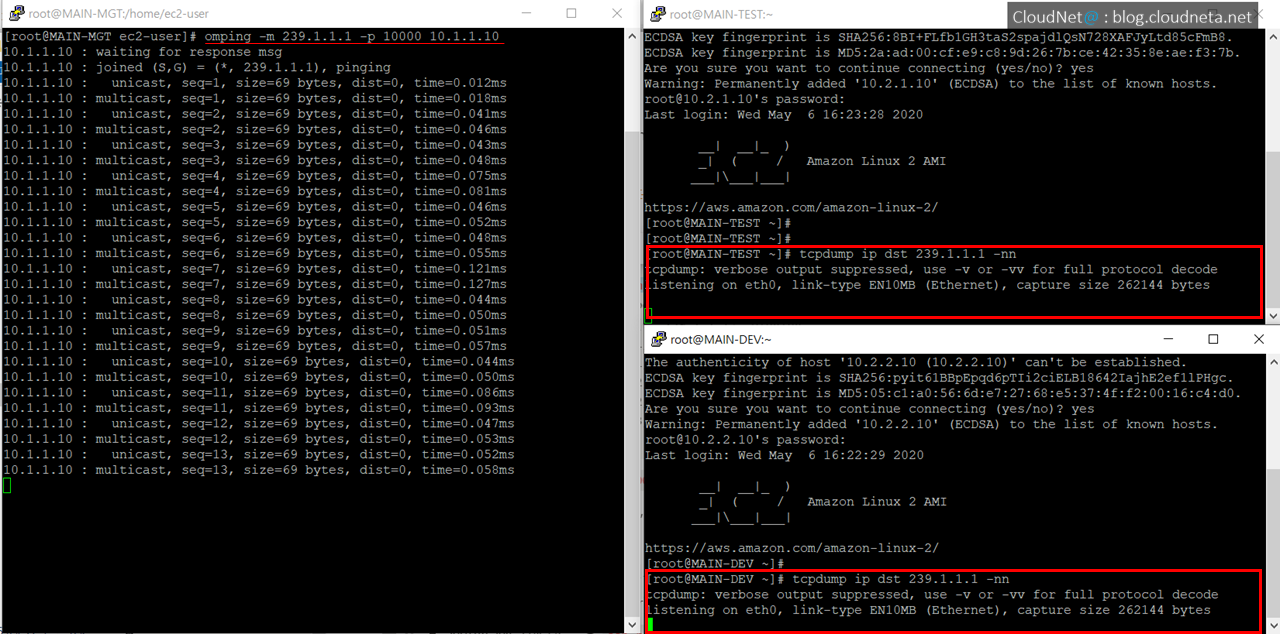 root@MAIN-MGT:/home/ec2-user
[root@MAIN-MGT ec2-user]# omping -m 239.1.1.1 -p 10000 10.1.1.10
10.1.1.10 : waiting for response msg
10.1.1.10 : joined (S,G) = (*, 239.1.1.1), pinging
10.1.1.10 :   unicast, seq=1, size=69 bytes, dist=0, time=0.012ms
10.1.1.10 : multicast, seq=1, size=69 bytes, dist=0, time=0.018ms
10.1.1.10 :   unicast, seq=2, size=69 bytes, dist=0, time=0.041ms
10.1.1.10 : multicast, seq=2, size=69 bytes, dist=0, time=0.046ms
10.1.1.10 :   unicast, seq=3, size=69 bytes, dist=0, time=0.043ms
10.1.1.10 : multicast, seq=3, size=69 bytes, dist=0, time=0.048ms
10.1.1.10 :   unicast, seq=4, size=69 bytes, dist=0, time=0.075ms
10.1.1.10 : multicast, seq=4, size=69 bytes, dist=0, time=0.081ms
10.1.1.10 :   unicast, seq=5, size=69 bytes, dist=0, time=0.046ms
10.1.1.10 : multicast, seq=5, size=69 bytes, dist=0, time=0.052ms
10.1.1.10 :   unicast, seq=6, size=69 bytes, dist=0, time=0.048ms
10.1.1.10 : multicast, seq=6, size=69 bytes, dist=0, time=0.055ms
10.1.1.10 :   unicast, seq=7, size=69 bytes, dist=0, time=0.121ms
10.1.1.10 : multicast, seq=7, size=69 bytes, dist=0, time=0.127ms
10.1.1.10 :   unicast, seq=8, size=69 bytes, dist=0, time=0.044ms
10.1.1.10 : multicast, seq=8, size=69 bytes, dist=0, time=0.050ms
10.1.1.10 :   unicast, seq=9, size=69 bytes, dist=0, time=0.051ms
10.1.1.10 : multicast, seq=9, size=69 bytes, dist=0, time=0.057ms
10.1.1.10 :   unicast, seq=10, size=69 bytes, dist=0, time=0.044ms
10.1.1.10 : multicast, seq=10, size=69 bytes, dist=0, time=0.050ms
10.1.1.10 :   unicast, seq=11, size=69 bytes, dist=0, time=0.086ms
10.1.1.10 : multicast, seq=11, size=69 bytes, dist=0, time=0.093ms
10.1.1.10 :   unicast, seq=12, size=69 bytes, dist=0, time=0.047ms
10.1.1.10 : multicast, seq=12, size=69 bytes, dist=0, time=0.053ms
10.1.1.10 :   unicast, seq=13, size=69 bytes, dist=0, time=0.052ms
10.1.1.10 : multicast, seq=13, size=69 bytes, dist=0, time=0.058ms
root@MAIN-TEST:~
CloudNet@ : blog.cloudneta.net
ECDSA key fingerprint is SHA256:8BI+FLfb1GH3taS2spajdlQsN728XAFJyLtd85cFmB8.
ECDSA key fingerprint is MD5:2a:ad:00:cf:e9:c8:9d:26:7b:ce:42:35:8e:ae:f3:7b.
Are you sure you want to continue connecting (yes/no)? yes
Warning: Permanently added '10.2.1.10' (ECDSA) to the list of known hosts.
root@10.2.1.10's password:
Last login: Wed May  6 16:23:28 2020
Amazon Linux 2 AMI
https://aws.amazon.com/amazon-linux-2/
[root@MAIN-TEST ~]#
[root@MAIN-TEST ~]#
[root@MAIN-TEST ~]# tcpdump ip dst 239.1.1.1 -nn
tcpdump: verbose output suppressed, use -v or -vv for full protocol decode
listening on eth0, link-type EN10MB (Ethernet), capture size 262144 bytes
root@MAIN-DEV:~
The authenticity of host '10.2.2.10 (10.2.2.10)' can't be established.
ECDSA key fingerprint is SHA256:pyit61BBpEpqd6pTIi2ciELB18642IajhE2ef1lPHgc.
ECDSA key fingerprint is MD5:05:c1:a0:56:6d:e7:27:68:e5:37:4f:f2:00:16:c4:d0.
Are you sure you want to continue connecting (yes/no)? yes
Warning: Permanently added '10.2.2.10' (ECDSA) to the list of known hosts.
root@10.2.2.10's password:
Last login: Wed May  6 16:22:29 2020
Amazon Linux 2 AMI
https://aws.amazon.com/amazon-linux-2/
[root@MAIN-DEV ~]#
[root@MAIN-DEV ~]# tcpdump ip dst 239.1.1.1 -nn
tcpdump: verbose output suppressed, use -v or -vv for full protocol decode
listening on eth0, link-type EN10MB (Ethernet), capture size 262144 bytes